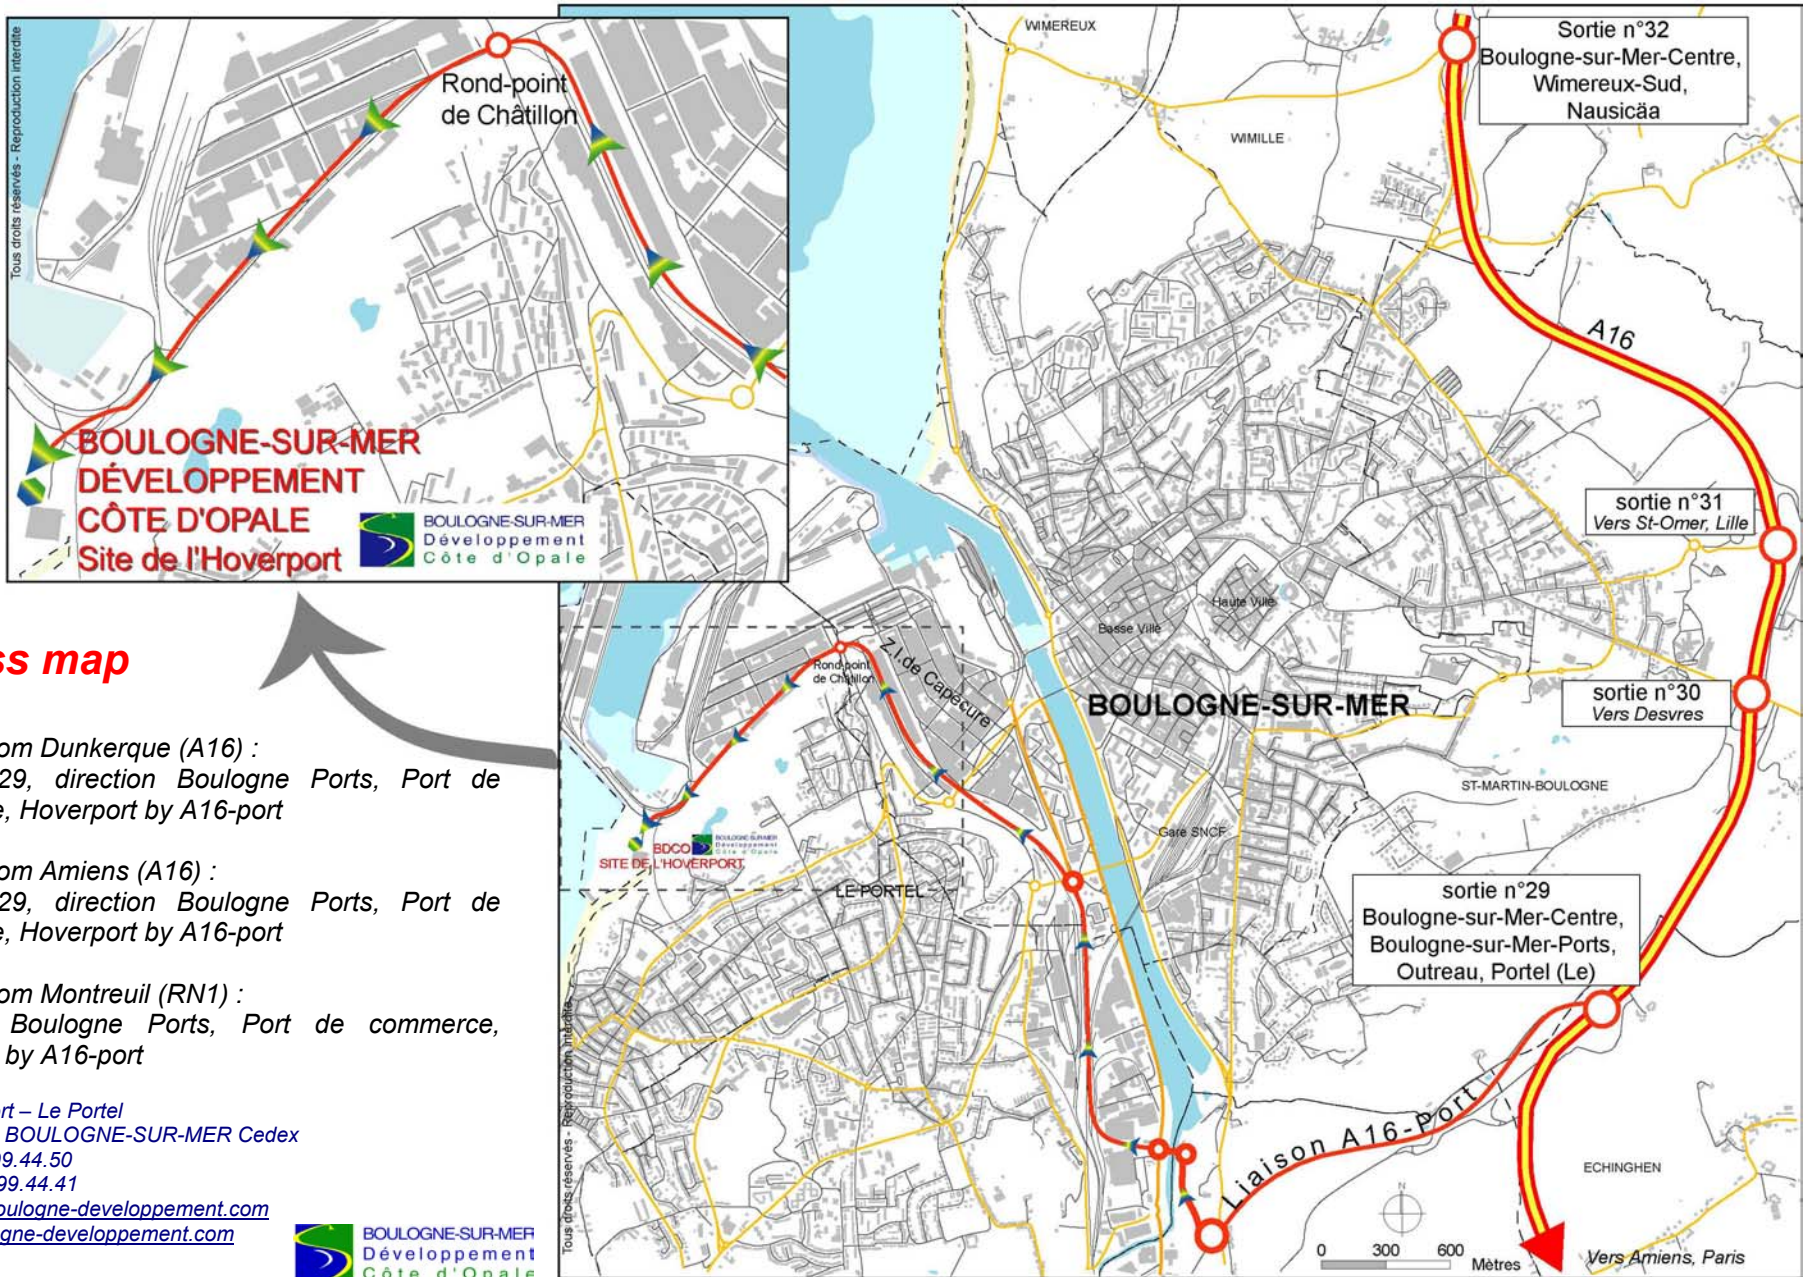 Tous droits réservés - Reproduction interdite
Rond-point
de Châtillon
BOULOGNE-SUR-MER
DÉVELOPPEMENT
CÔTE D'OPALE
Site de l'Hoverport
BOULOGNE-SUR-MER
Développement
Côte d'Opale
ss map
om Dunkerque (A16) :
29, direction Boulogne Ports, Port de
e, Hoverport by A16-port
om Amiens (A16) :
29, direction Boulogne Ports, Port de
e, Hoverport by A16-port
om Montreuil (RN1) :
Boulogne Ports, Port de commerce,
by A16-port
rt – Le Portel
BOULOGNE-SUR-MER Cedex
99.44.50
99.44.41
oulogne-developpement.com
gne-developpement.com
BOULOGNE-SUR-MER
Développement
Côte d'Opale
WIMEREUX
Sortie n°32
Boulogne-sur-Mer-Centre,
Wimereux-Sud,
Nausicäa
WIMILLE
A16
sortie n°31
Vers St-Omer, Lille
Haute Ville
Basse Ville
Rond-point
de Châtillon
Z.I.de Capécure
BOULOGNE-SUR-MER
sortie n°30
Vers Desvres
ST-MARTIN-BOULOGNE
Gare SNCF
BDCO
BOULOGNE-SUR-MER
Développement
Côte d'Opale
SITE DE L'HOVERPORT
LE PORTEL
sortie n°29
Boulogne-sur-Mer-Centre,
Boulogne-sur-Mer-Ports,
Outreau, Portel (Le)
Liaison A16-Port
ECHINGHEN
N
0 300 600
Mètres
Vers Amiens, Paris
Tous droits réservés - Reproduction interdite